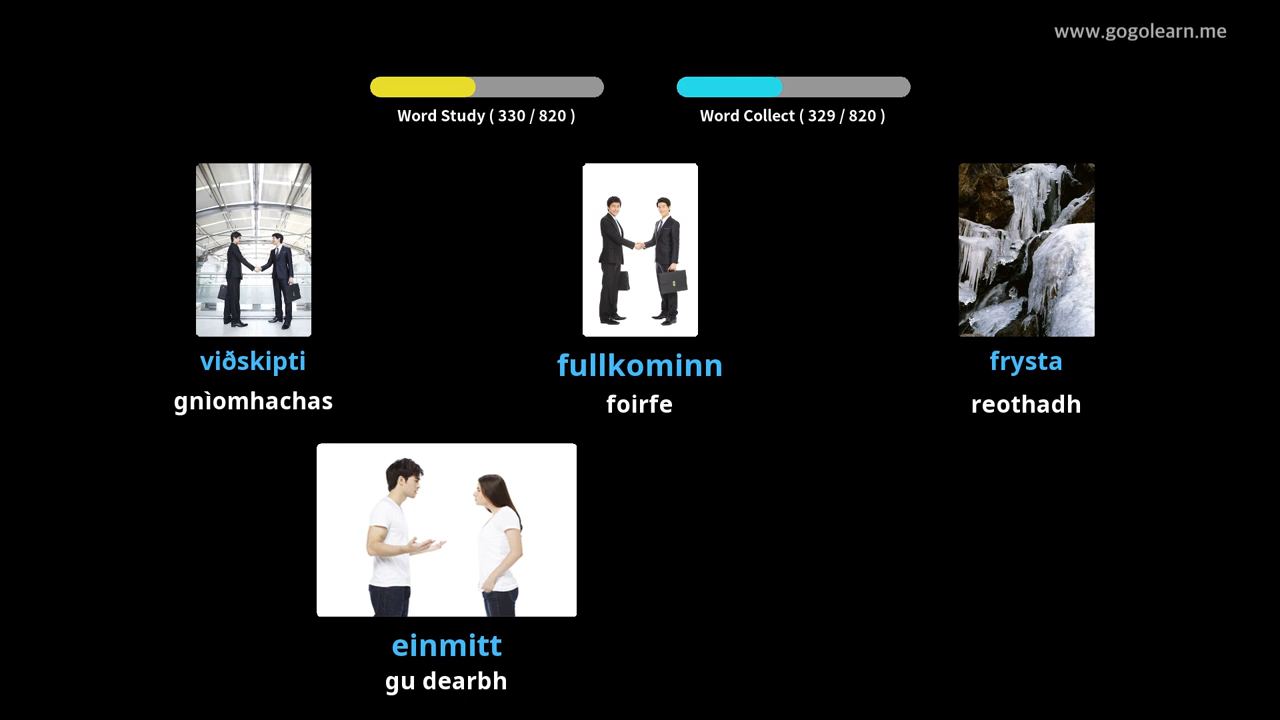 www.gogolearn.me
Word Study ( 330 / 820 )
Word Collect ( 329 / 820 )
viðskipti
gnìomhachas
fullkominn
foirfe
frysta
reothadh
einmitt
gu dearbh